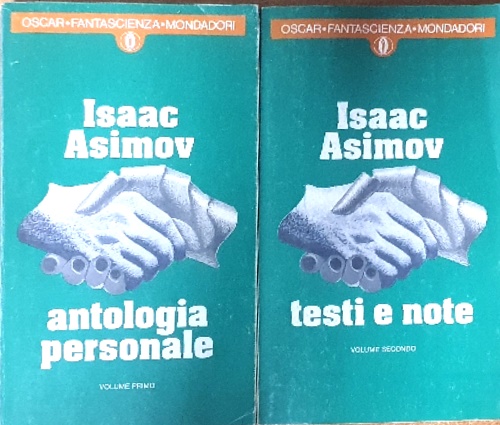 OSCAR•FANTASCIENZA•MONDADORI
Isaac
Asimov
antologia
personale
VOLUME PRIMO
OSCAR•FANTASCIENZA•MONDADORI
Isaac
Asimov
testi e note
VOLUME SECONDO